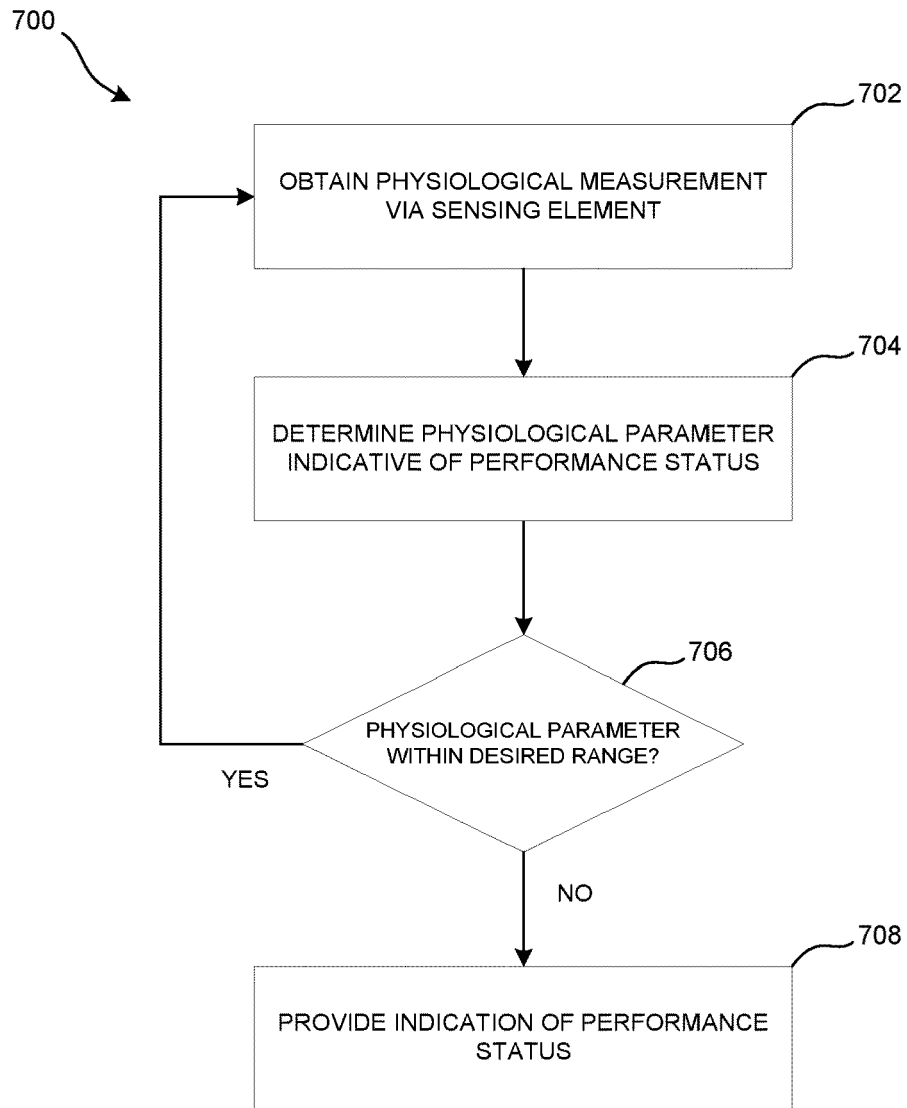 700
702
OBTAIN PHYSIOLOGICAL MEASUREMENT
VIA SENSING ELEMENT
704
DETERMINE PHYSIOLOGICAL PARAMETER
INDICATIVE OF PERFORMANCE STATUS
706
PHYSIOLOGICAL PARAMETER
WITHIN DESIRED RANGE?
YES
NO
708
PROVIDE INDICATION OF PERFORMANCE
STATUS